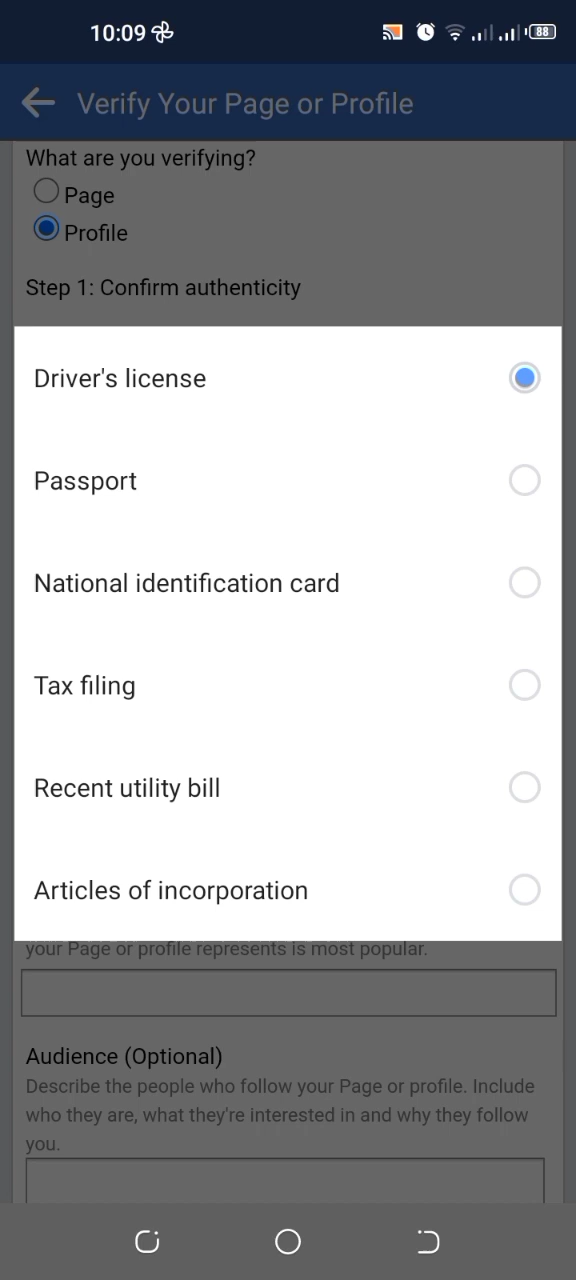 10:09
88
Verify Your Page or Profile
What are you verifying?
Page
Profile
Step 1: Confirm authenticity
Driver's license
Passport
National identification card
Tax filing
Recent utility bill
Articles of incorporation
your Page or profile represents is most popular.
Audience (Optional)
Describe the people who follow your Page or profile. Include
who they are, what they're interested in and why they follow
you.